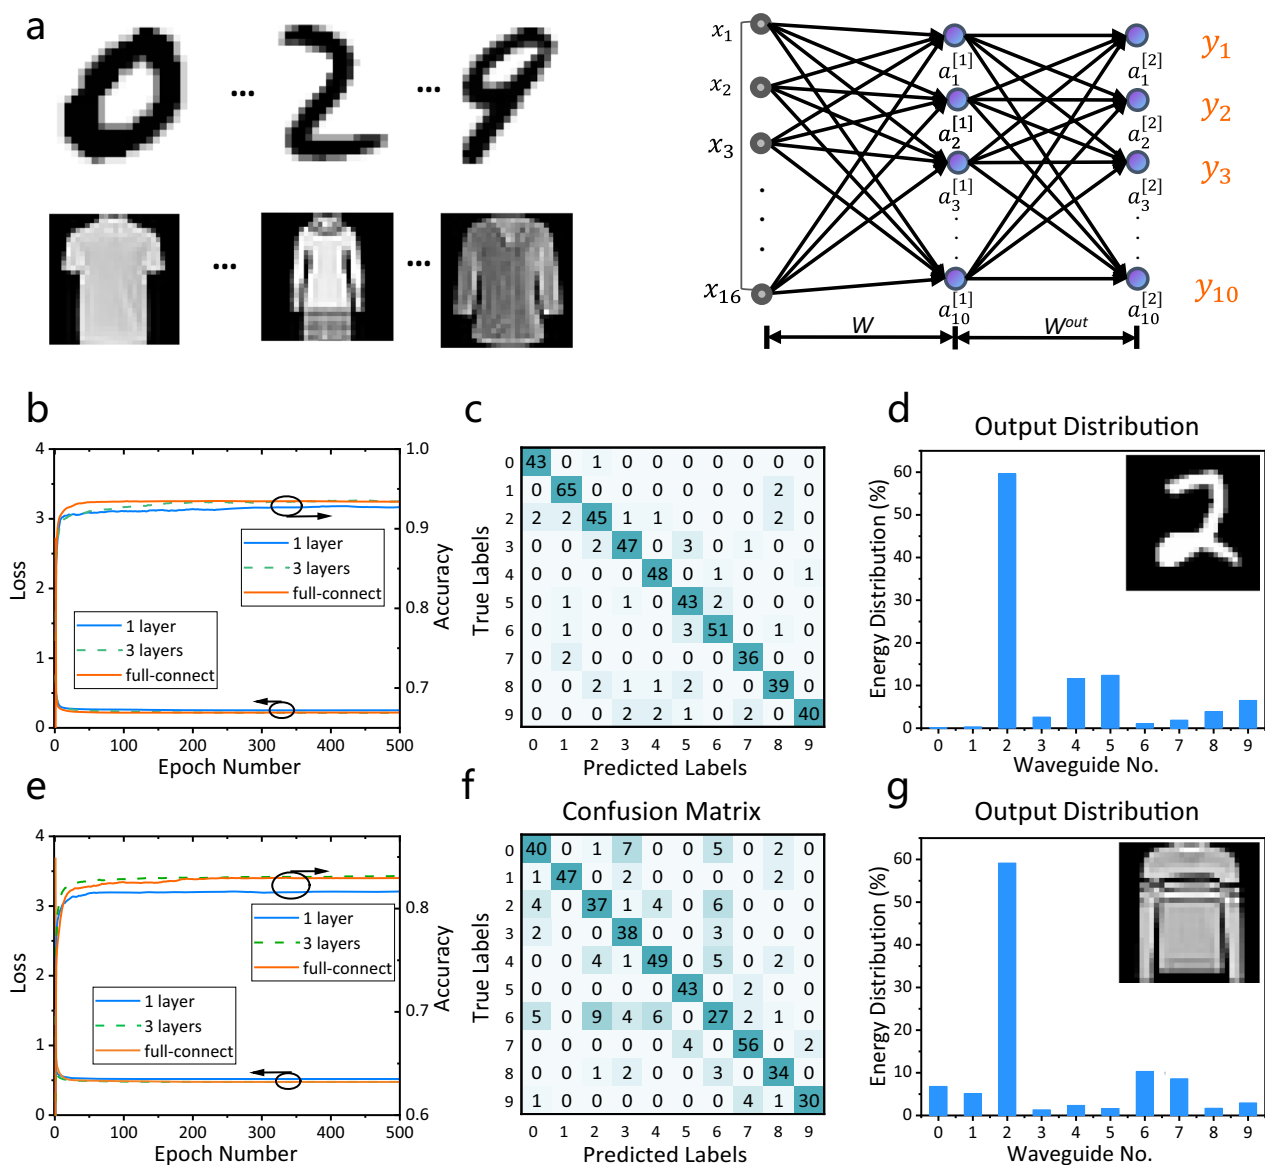 a
... ...
... ...
x1
x2
x3
x16
a1[1]
a2[1]
a3[1]
a10[1]
a1[2]
a2[2]
a3[2]
a10[2]
y1
y2
y3
y10
W
Wout
b
4
3
2
1
0
Loss
1.0
0.9
0.8
0.7
Accuracy
1 layer
3 layers
full-connect
1 layer
3 layers
full-connect
0 100 200 300 400 500
Epoch Number
c
True Labels
0 43 0 1 0 0 0 0 0 0 0
1 0 65 0 0 0 0 0 0 2 0
2 2 2 45 1 1 0 0 0 2 0
3 0 0 2 47 0 3 0 1 0 0
4 0 0 0 0 48 0 1 0 0 1
5 0 1 0 1 0 43 2 0 0 0
6 0 1 0 0 0 3 51 0 1 0
7 0 2 0 0 0 0 0 36 0 0
8 0 0 2 1 1 2 0 0 39 0
9 0 0 0 2 2 1 0 2 0 40
0 1 2 3 4 5 6 7 8 9
Predicted Labels
d
Output Distribution
Energy Distribution (%)
60
50
40
30
20
10
0
0 1 2 3 4 5 6 7 8 9
Waveguide No.
e
4
3
2
1
0
Loss
0.8
0.7
0.6
Accuracy
1 layer
3 layers
full-connect
1 layer
3 layers
full-connect
0 100 200 300 400 500
Epoch Number
f
Confusion Matrix
True Labels
0 40 0 1 7 0 0 5 0 2 0
1 1 47 0 2 0 0 0 0 2 0
2 4 0 37 1 4 0 6 0 0 0
3 2 0 0 38 0 0 3 0 0 0
4 0 0 4 1 49 0 5 0 2 0
5 0 0 0 0 0 43 0 2 0 0
6 5 0 9 4 6 0 27 2 1 0
7 0 0 0 0 0 4 0 56 0 2
8 0 0 1 2 0 0 3 0 34 0
9 1 0 0 0 0 0 0 4 1 30
0 1 2 3 4 5 6 7 8 9
Predicted Labels
g
Output Distribution
Energy Distribution (%)
60
50
40
30
20
10
0
0 1 2 3 4 5 6 7 8 9
Waveguide No.